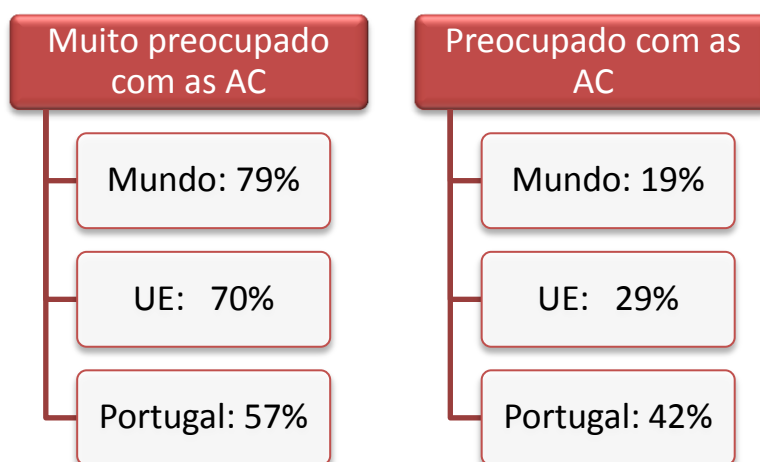 Muito preocupado
com as AC
Mundo: 79%
UE: 70%
Portugal: 57%
Preocupado com as
AC
Mundo: 19%
UE: 29%
Portugal: 42%